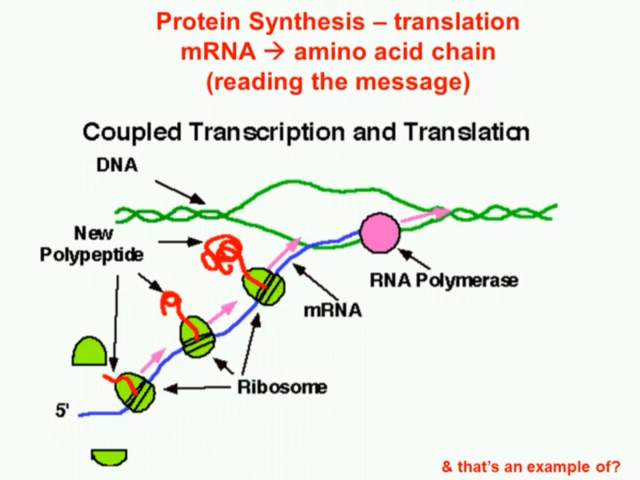 Protein Synthesis – translation
mRNA → amino acid chain
(reading the message)
Coupled Transcription and Translation
DNA
New
Polypeptide
RNA Polymerase
mRNA
Ribosome
5'
& that's an example of?